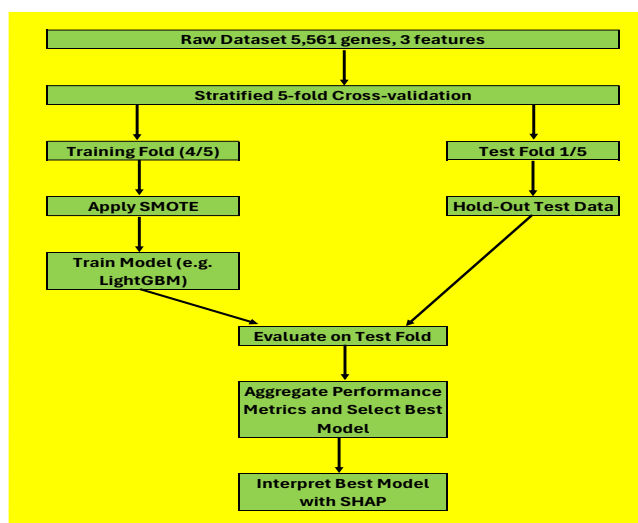 Raw Dataset 5,561 genes, 3 features
Stratified 5-fold Cross-validation
Training Fold (4/5)
Test Fold 1/5
Apply SMOTE
Hold-Out Test Data
Train Model (e.g.
LightGBM)
Evaluate on Test Fold
Aggregate Performance
Metrics and Select Best
Model
Interpret Best Model
with SHAP